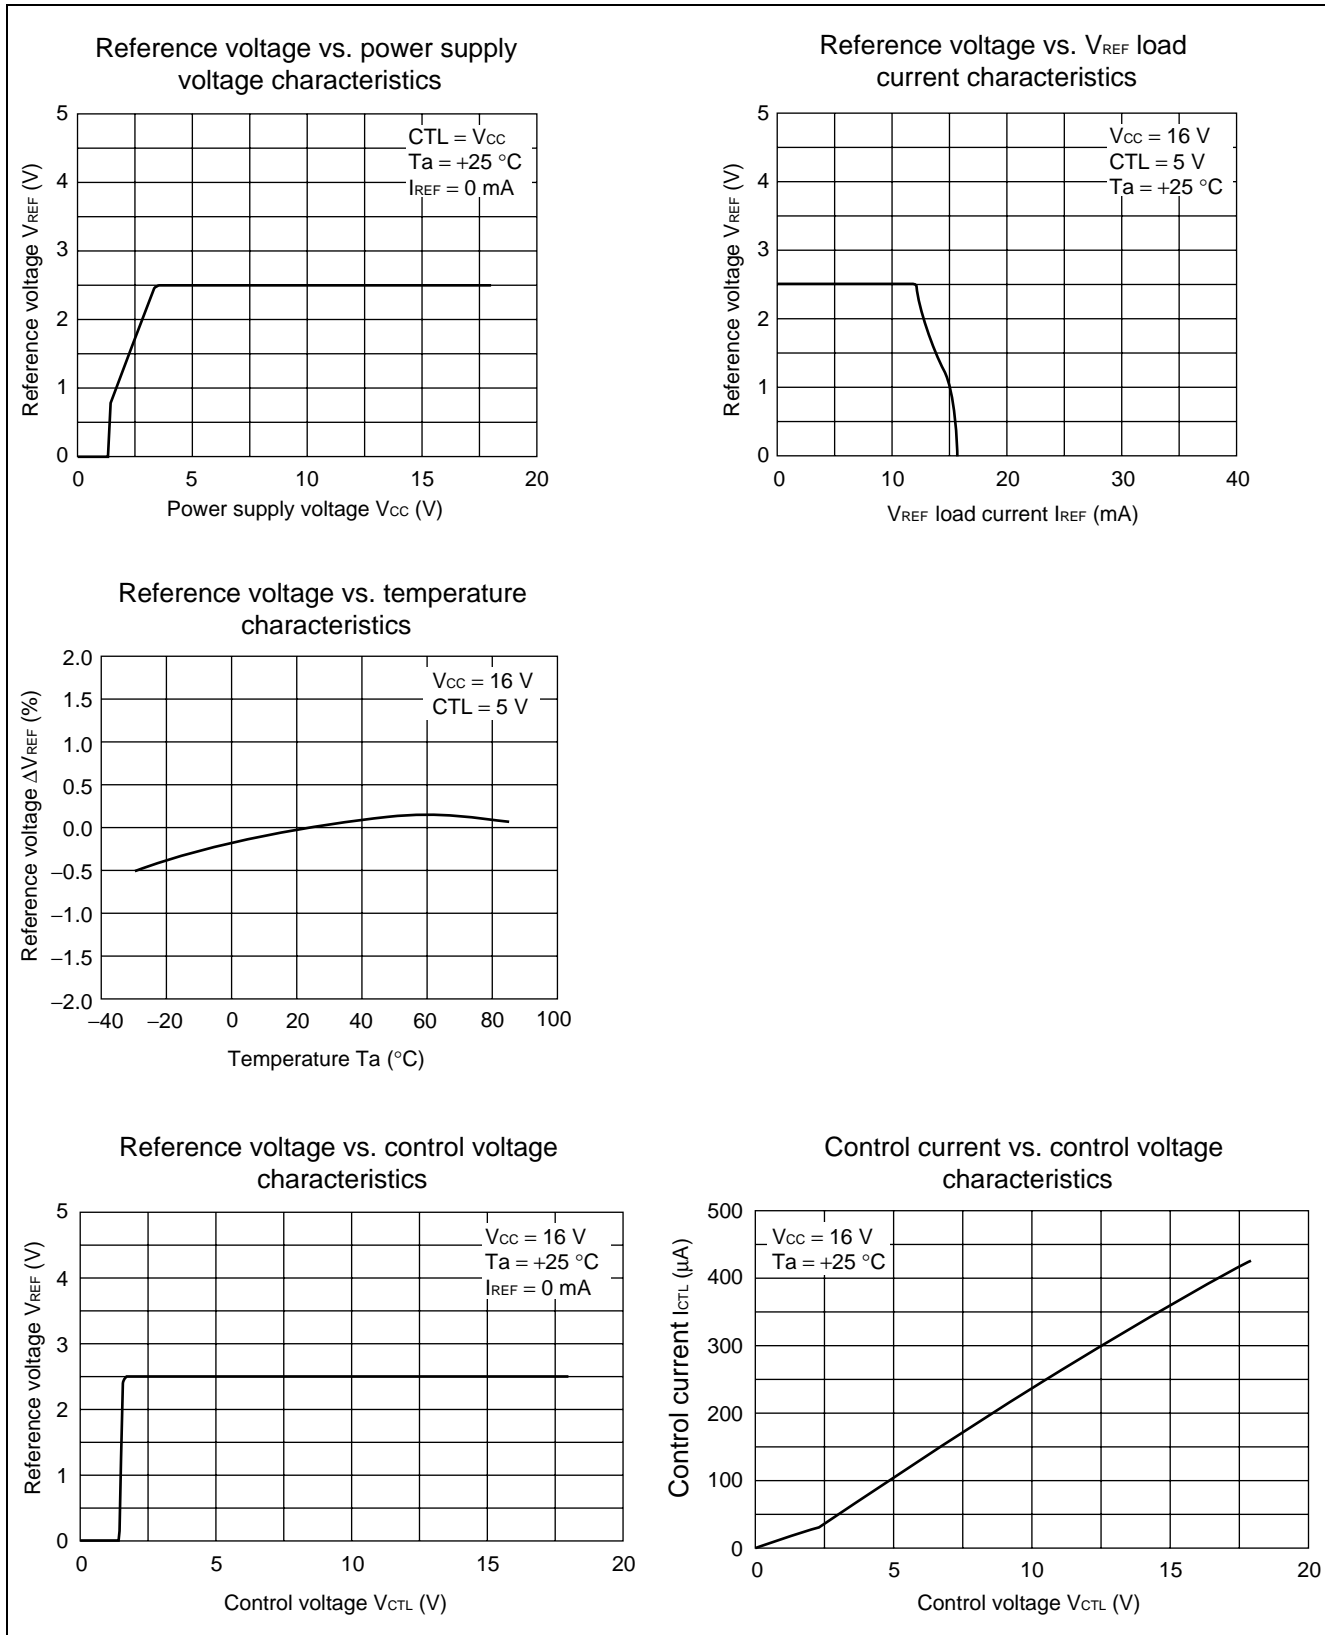 Reference voltage vs. power supply
voltage characteristics
5
4
3
2
1
0
Reference voltage VREF (V)
CTL = VCC
Ta = +25 °C
IREF = 0 mA
0 5 10 15 20
Power supply voltage VCC (V)
Reference voltage vs. VREF load
current characteristics
5
4
3
2
1
0
Reference voltage VREF (V)
VCC = 16 V
CTL = 5 V
Ta = +25 °C
0 10 20 30 40
VREF load current IREF (mA)
Reference voltage vs. temperature
characteristics
2.0
1.5
1.0
0.5
0.0
−0.5
−1.0
−1.5
−2.0
Reference voltage ΔVREF (%)
VCC = 16 V
CTL = 5 V
−40 −20 0 20 40 60 80 100
Temperature Ta (°C)
Reference voltage vs. control voltage
characteristics
5
4
3
2
1
0
Reference voltage VREF (V)
VCC = 16 V
Ta = +25 °C
IREF = 0 mA
0 5 10 15 20
Control voltage VCTL (V)
Control current vs. control voltage
characteristics
500
400
300
200
100
0
Control current ICTL (µA)
VCC = 16 V
Ta = +25 °C
0 5 10 15 20
Control voltage VCTL (V)